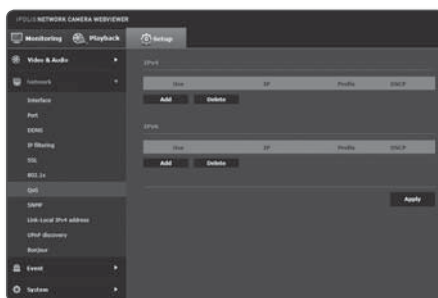 iPOLiS NETWORK CAMERA WEBVIEWER
Monitoring Playback Setup
Video & Audio
Network
Interface
Port
DDNS
IP filtering
SSL
802.1x
QoS
SNMP
Link-Local IPv4 address
UPnP discovery
Bonjour
Event
System
IPv4
Use IP Prefix DSCP
Add Delete
IPv6
Use IP Prefix DSCP
Add Delete
Apply